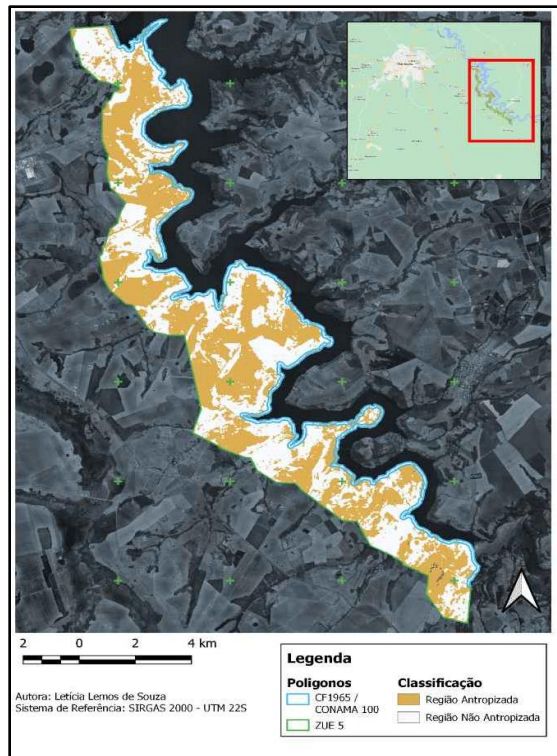 2 0 2 4 km
Autora: Letícia Lemos de Souza
Sistema de Referência: SIRGAS 2000 - UTM 22S
Legenda
Poligonos
CF1965 /
CONAMA 100
ZUE 5
Classificação
Região Antropizada
Região Não Antropizada